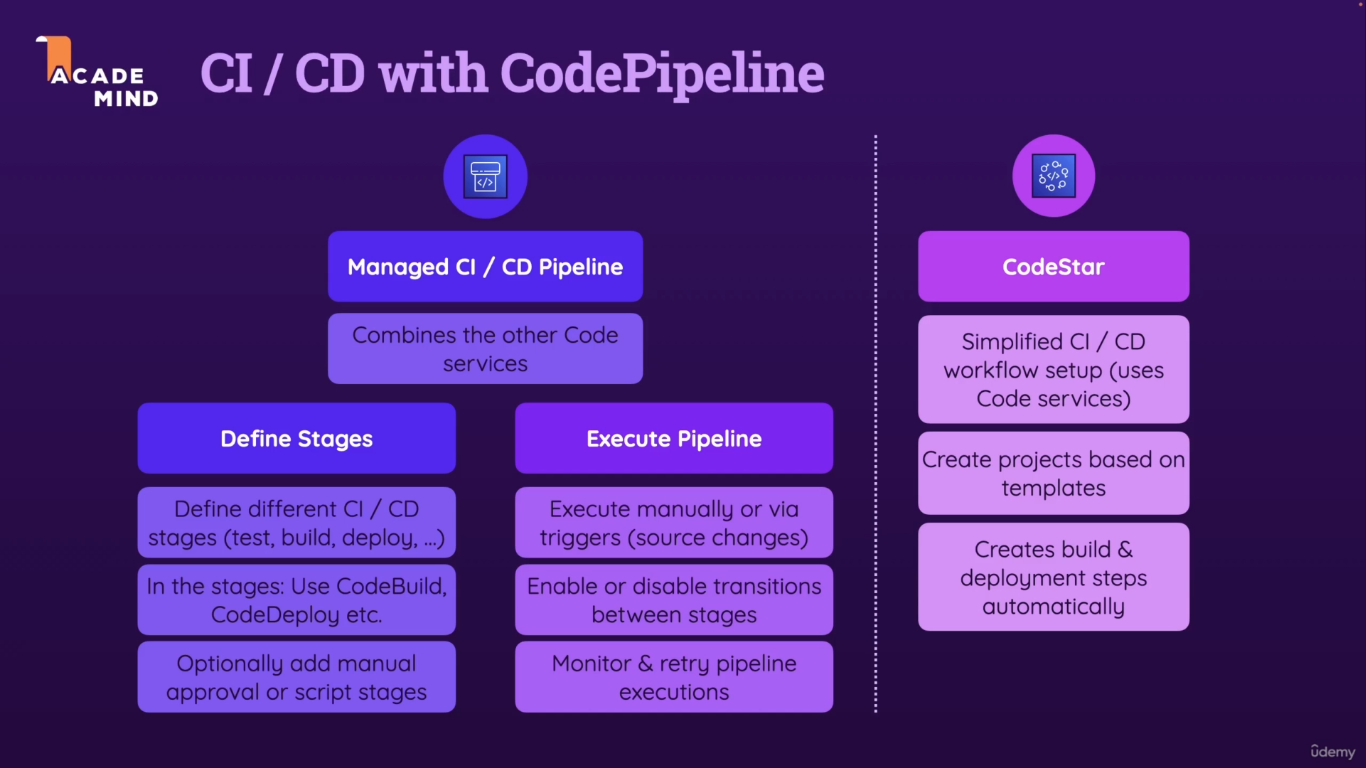 ACADE
MIND
CI / CD with CodePipeline
Managed CI / CD Pipeline
Combines the other Code
services
Define Stages
Define different CI / CD
stages (test, build, deploy, ...)
In the stages: Use CodeBuild,
CodeDeploy etc.
Optionally add manual
approval or script stages
Execute Pipeline
Execute manually or via
triggers (source changes)
Enable or disable transitions
between stages
Monitor & retry pipeline
executions
CodeStar
Simplified CI / CD
workflow setup (uses
Code services)
Create projects based on
templates
Creates build &
deployment steps
automatically
udemy